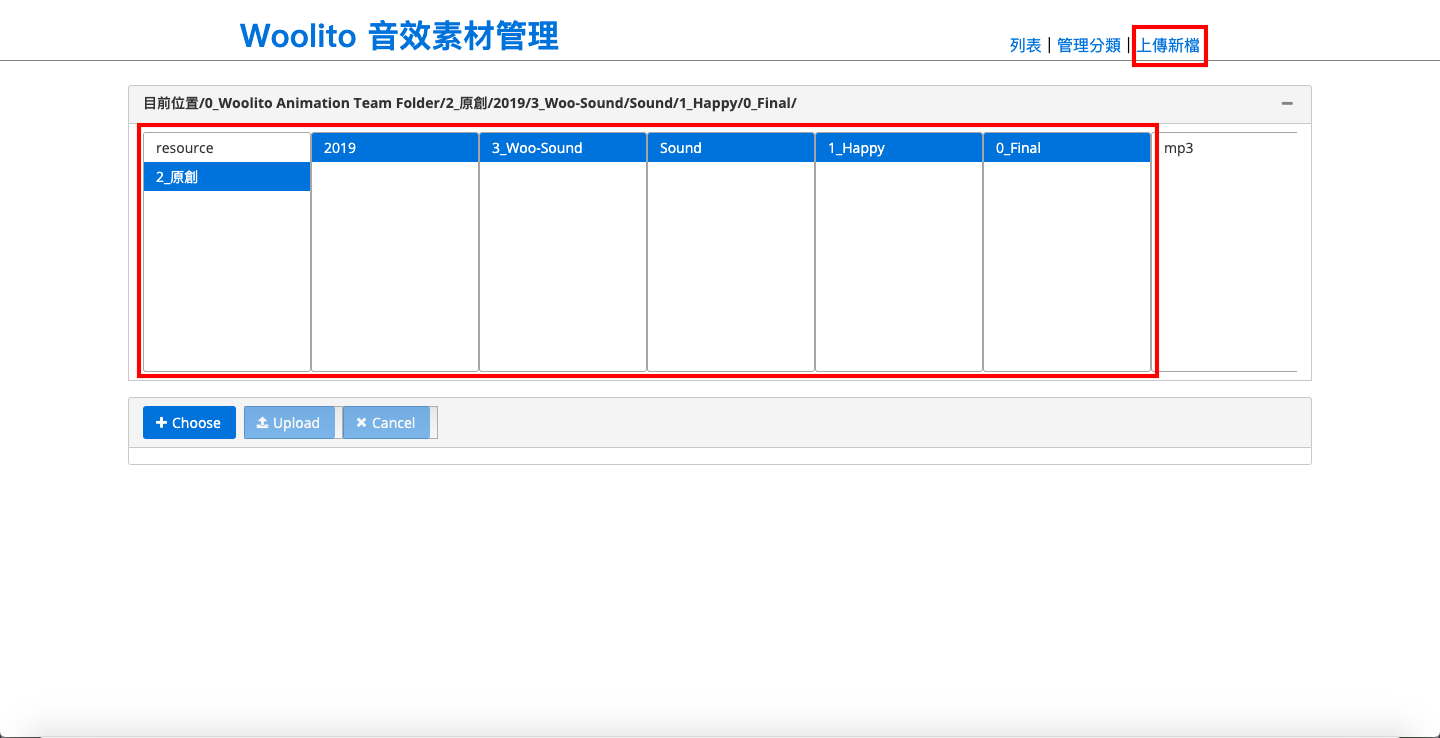 Woolito 音效素材管理
列表 | 管理分類 | 上傳新檔
目前位置/0_Woolito Animation Team Folder/2_原創/2019/3_Woo-Sound/Sound/1_Happy/0_Final/
resource 2019 3_Woo-Sound Sound 1_Happy 0_Final mp3
2_原創
Choose Upload Cancel